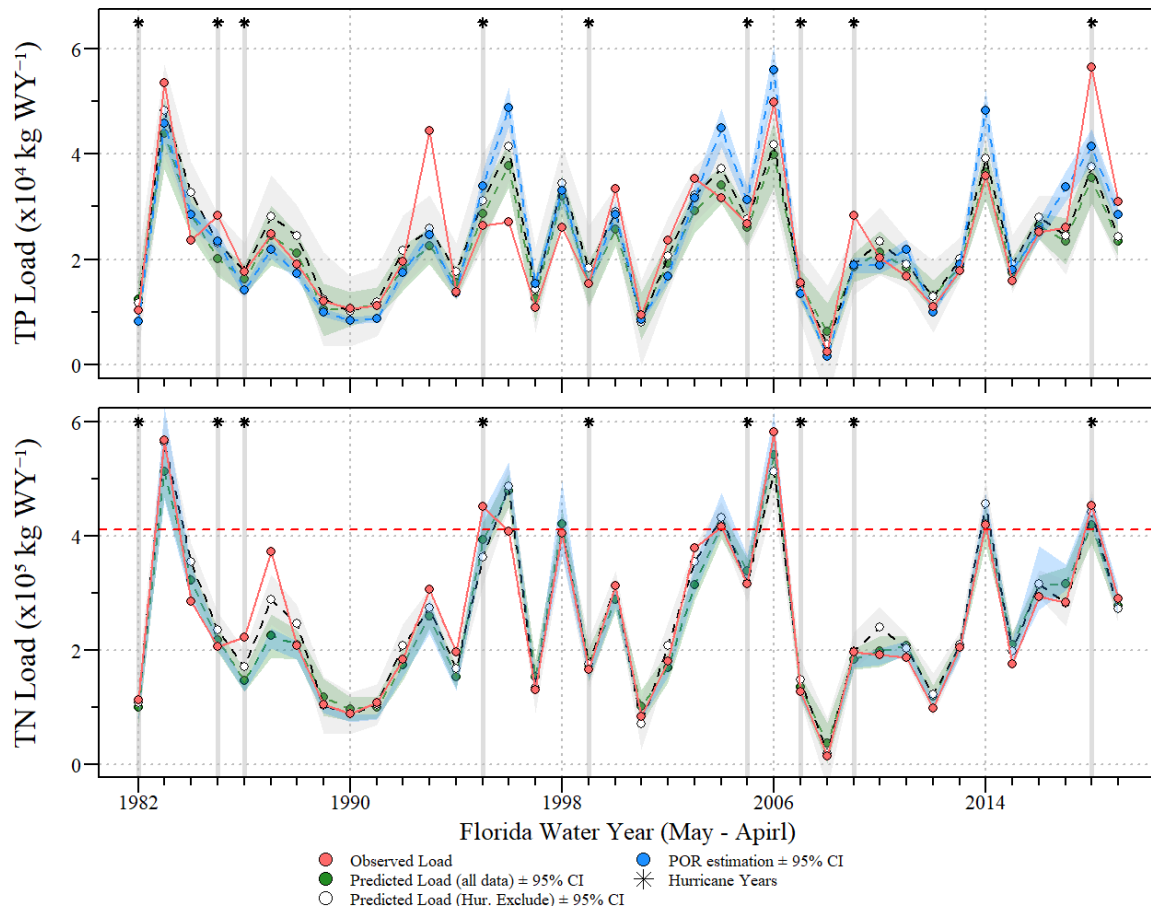 TP Load (x10⁴ kg WY⁻¹)
6
4
2
0
TN Load (x10⁵ kg WY⁻¹)
6
4
2
0
1982 1990 1998 2006 2014
Florida Water Year (May - Apirl)
Observed Load
Predicted Load (all data) ± 95% CI
Predicted Load (Hur. Exclude) ± 95% CI
POR estimation ± 95% CI
Hurricane Years